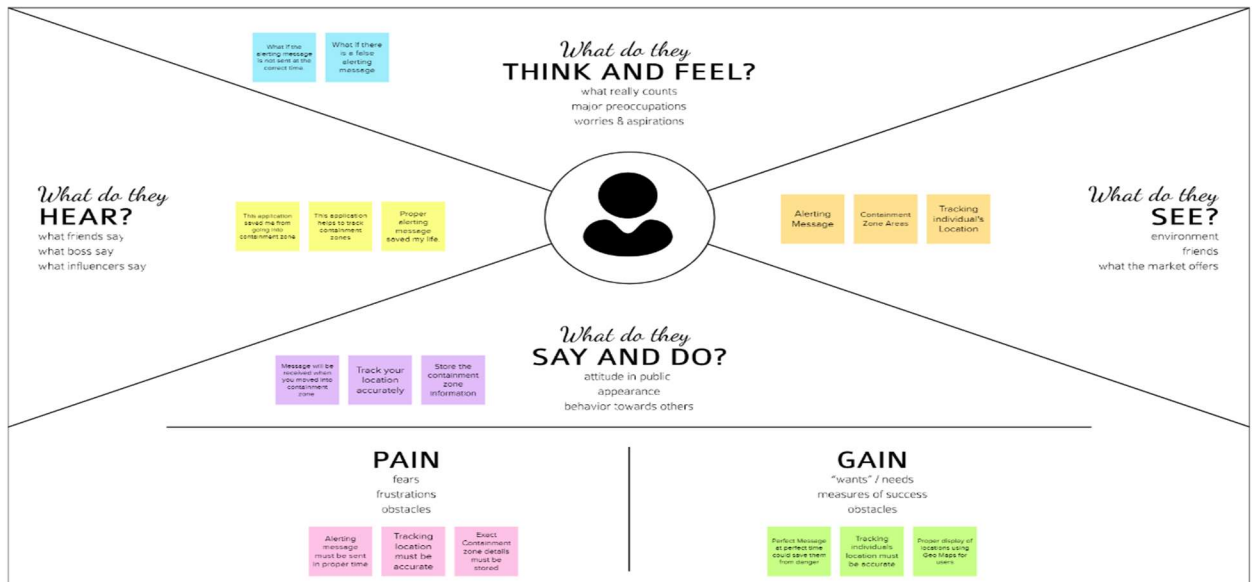 What if the
alerting message
is not sent at the
correct time.
What if there
is a false
alerting
message
What do they
THINK AND FEEL?
what really counts
major preoccupations
worries & aspirations
What do they
HEAR?
what friends say
what boss say
what influencers say
This application
saved me from
going into
containment zone
This application
helps to track
containment
zones
Proper
alerting
message
saved my life.
Alerting
Message
Containment
Zone Areas
Tracking
individual's
Location
What do they
SEE?
environment
friends
what the market offers
What do they
SAY AND DO?
attitude in public
appearance
behavior towards others
Message will be
received when
you moved into
containment
zone
Track your
location
accurately
Store the
containment
zone
information
PAIN
fears
frustrations
obstacles
Alerting
message
must be sent
in proper time
Tracking
location
must be
accurate
Exact
Containment
zone details
must be
stored
GAIN
"wants" / needs
measures of success
obstacles
Perfect Message
at perfect time
could save them
from danger
Tracking
individuals
location must
be accurate
Proper display of
locations using
Geo Maps for
users